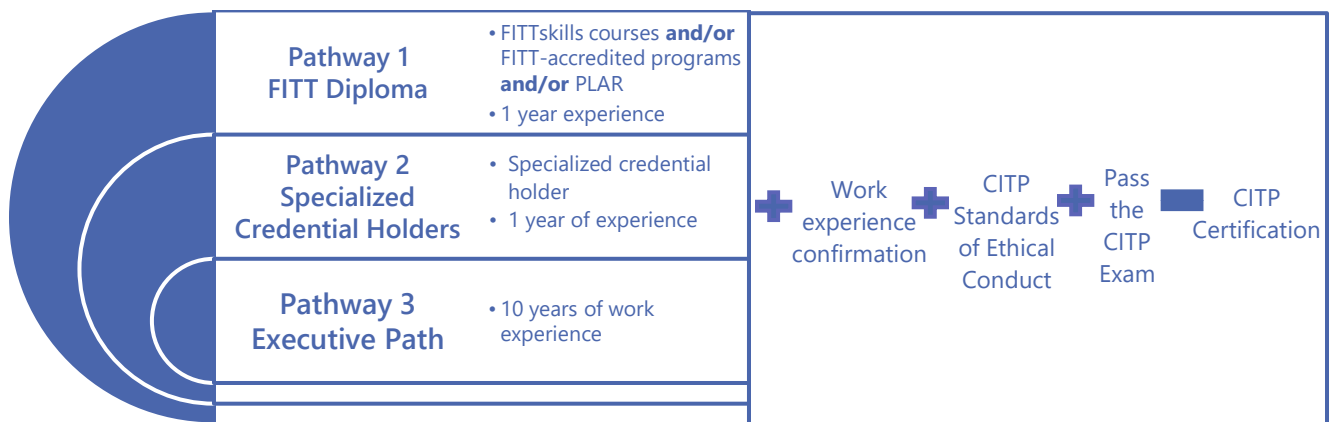 Pathway 1
FITT Diploma
• FITTskills courses and/or
FITT-accredited programs
and/or PLAR
• 1 year experience
Pathway 2
Specialized
Credential Holders
• Specialized credential
holder
• 1 year of experience
Pathway 3
Executive Path
• 10 years of work
experience
Work
experience
confirmation
CITP
Standards
of Ethical
Conduct
Pass
the
CITP
Exam
CITP
Certification